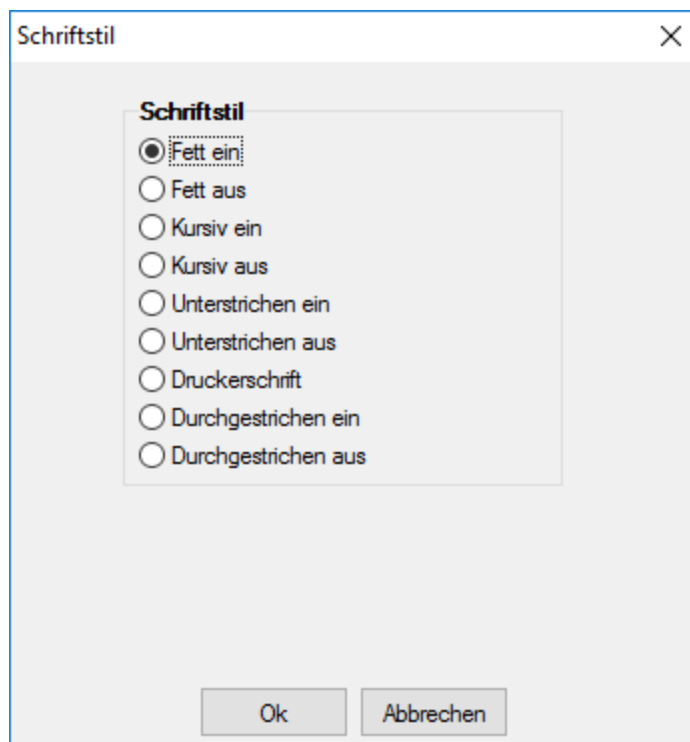 Schriftstil
Schriftstil
Fett ein
Fett aus
Kursiv ein
Kursiv aus
Unterstrichen ein
Unterstrichen aus
Druckerschrift
Durchgestrichen ein
Durchgestrichen aus
Ok Abbrechen